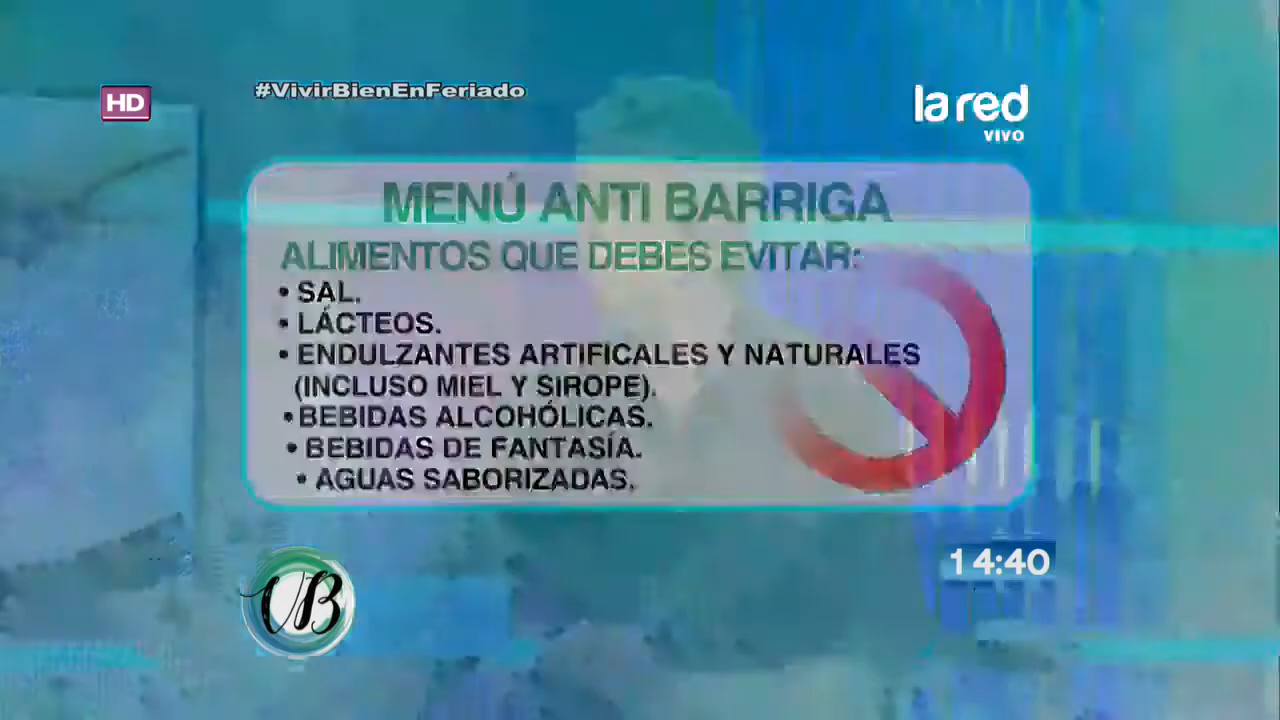 HD
#VivirBienEnFeriado
la red
VIVO
MENÚ ANTI BARRIGA
ALIMENTOS QUE DEBES EVITAR:
• SAL.
• LÁCTEOS.
• ENDULZANTES ARTIFICALES Y NATURALES
(INCLUSO MIEL Y SIROPE).
• BEBIDAS ALCOHÓLICAS.
• BEBIDAS DE FANTASÍA.
• AGUAS SABORIZADAS.
14:40
VB